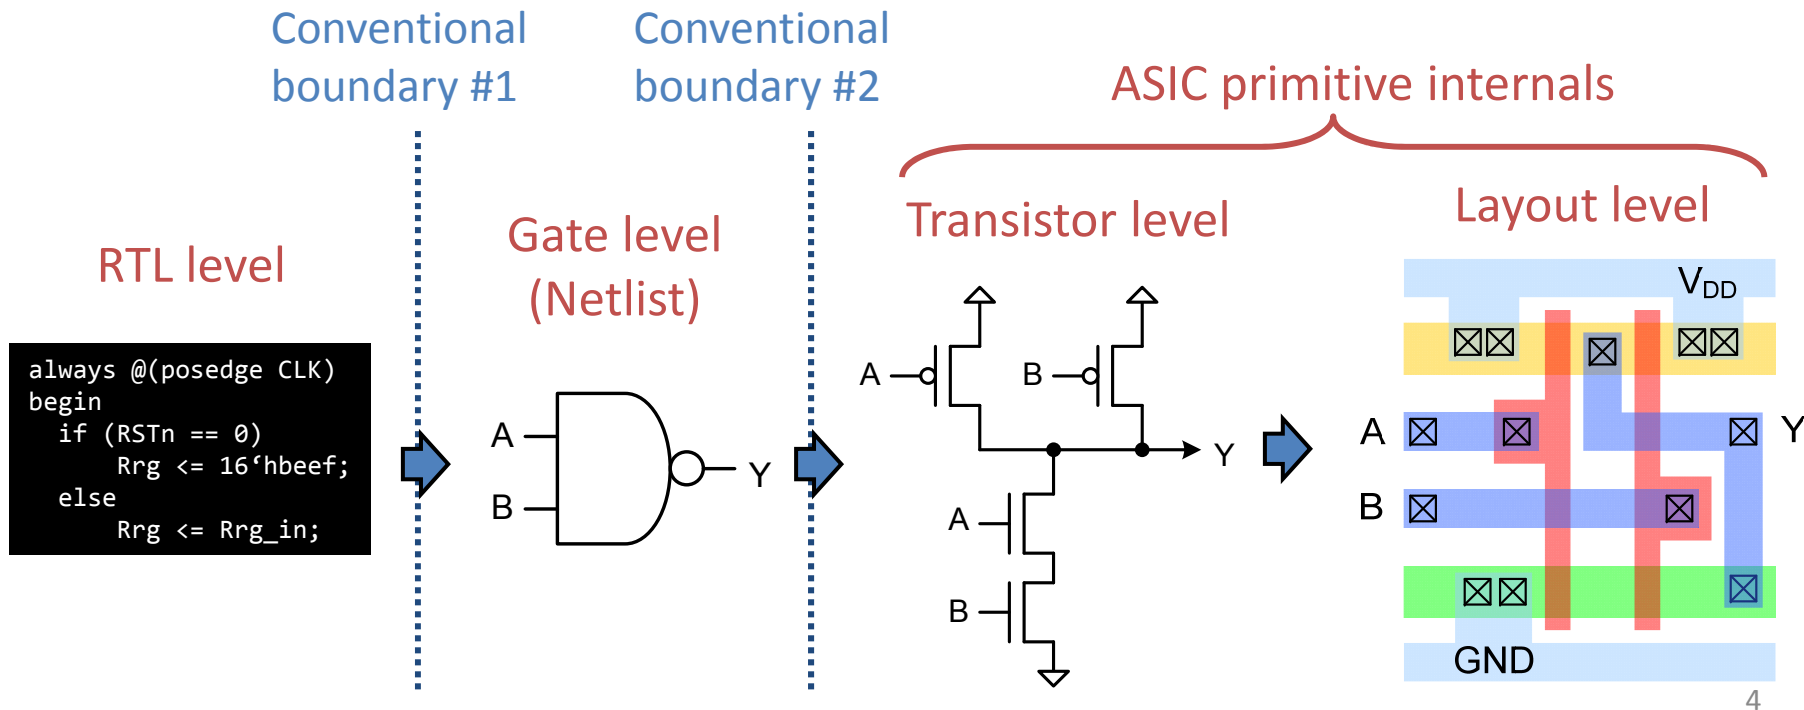 Conventional
boundary #1
Conventional
boundary #2
ASIC primitive internals
RTL level
always @(posedge CLK)
begin
if (RSTn == 0)
Rrg <= 16‘hbeef;
else
Rrg <= Rrg_in;
Gate level
(Netlist)
A
B
Y
Transistor level
A
B
Y
A
B
Layout level
VDD
A
Y
B
GND
4